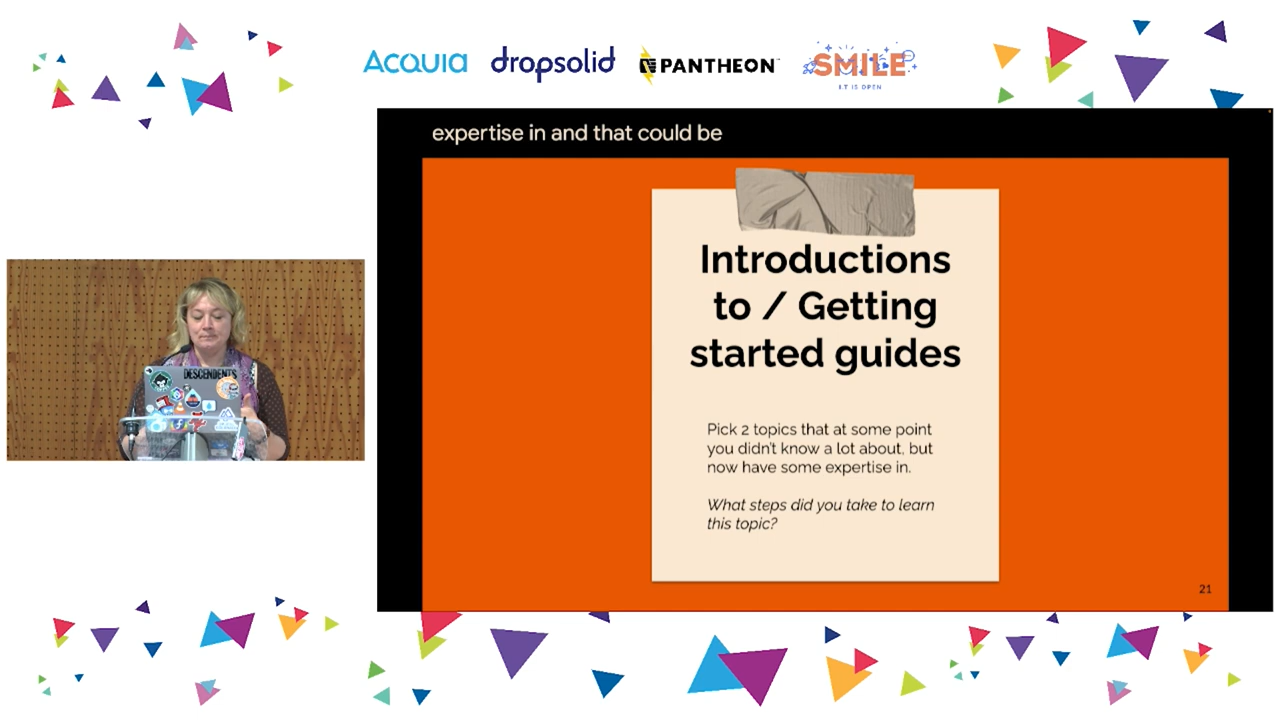 ACQUIA dropsolid PANTHEON SMILE
I.T IS OPEN
expertise in and that could be
Introductions
to / Getting
started guides
Pick 2 topics that at some point
you didn't know a lot about, but
now have some expertise in.
What steps did you take to learn
this topic?
21
DESCENDENTS